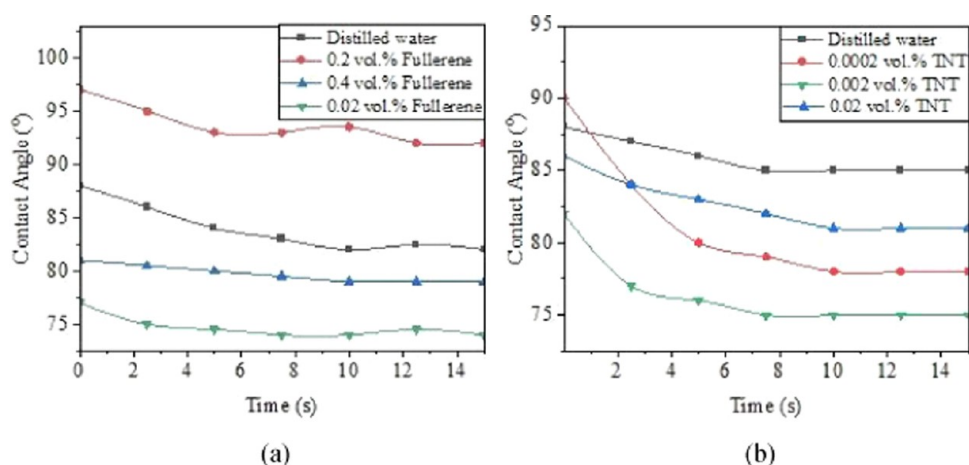 Distilled water
0.2 vol.% Fullerene
0.4 vol.% Fullerene
0.02 vol.% Fullerene
100
95
90
85
80
75
Contact Angle (°)
0 2 4 6 8 10 12 14
Time (s)
(a)
Distilled water
0.0002 vol.% TNT
0.002 vol.% TNT
0.02 vol.% TNT
95
90
85
80
75
Contact Angle (°)
2 4 6 8 10 12 14
Time (s)
(b)